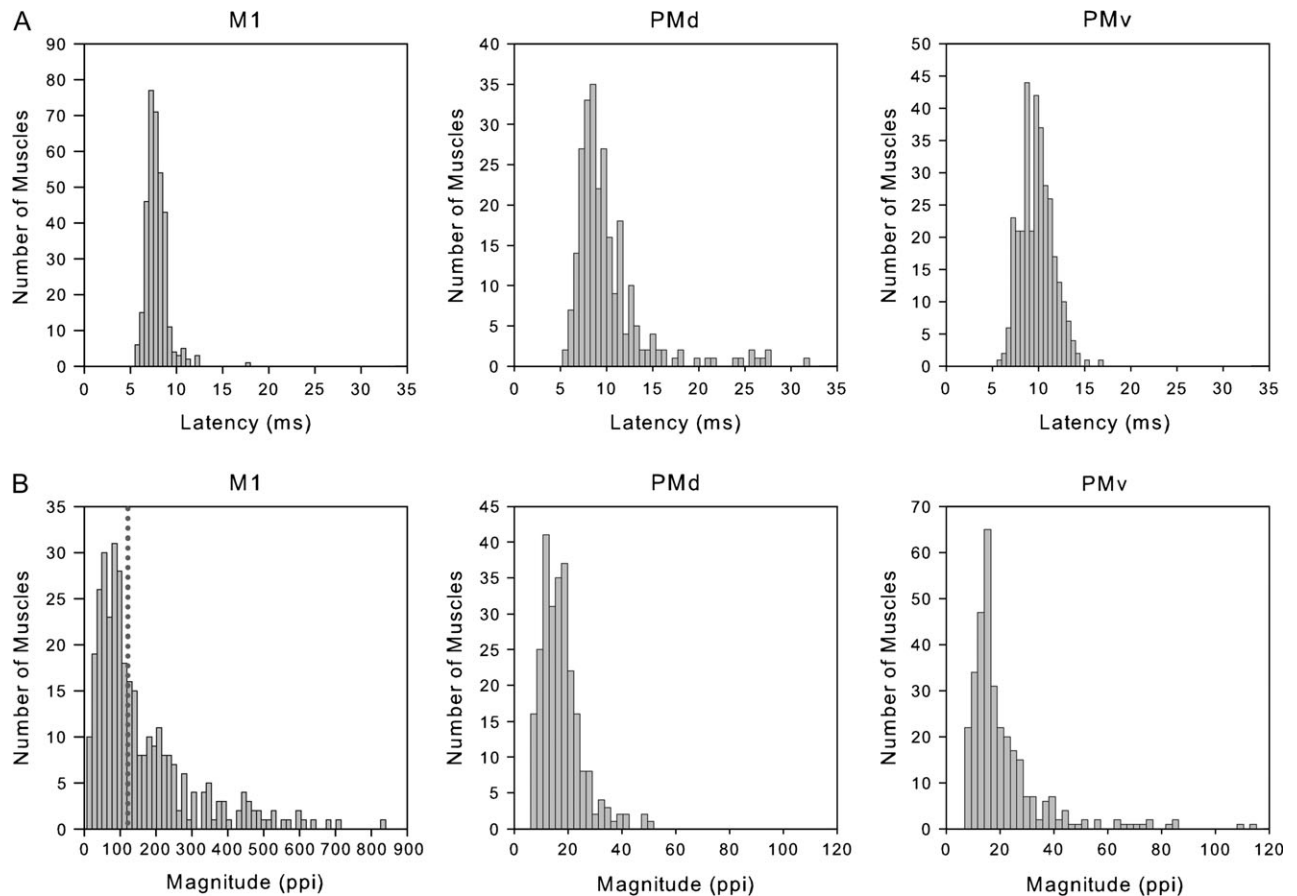 A
M1
PMd
PMv
90
80
70
60
50
40
30
20
10
0
Number of Muscles
0 5 10 15 20 25 30 35
Latency (ms)
40
35
30
25
20
15
10
5
0
Number of Muscles
0 5 10 15 20 25 30 35
Latency (ms)
50
45
40
35
30
25
20
15
10
5
0
Number of Muscles
0 5 10 15 20 25 30 35
Latency (ms)
B
M1
PMd
PMv
35
30
25
20
15
10
5
0
Number of Muscles
0 100 200 300 400 500 600 700 800 900
Magnitude (ppi)
45
40
35
30
25
20
15
10
5
0
Number of Muscles
0 20 40 60 80 100 120
Magnitude (ppi)
70
60
50
40
30
20
10
0
Number of Muscles
0 20 40 60 80 100 120
Magnitude (ppi)